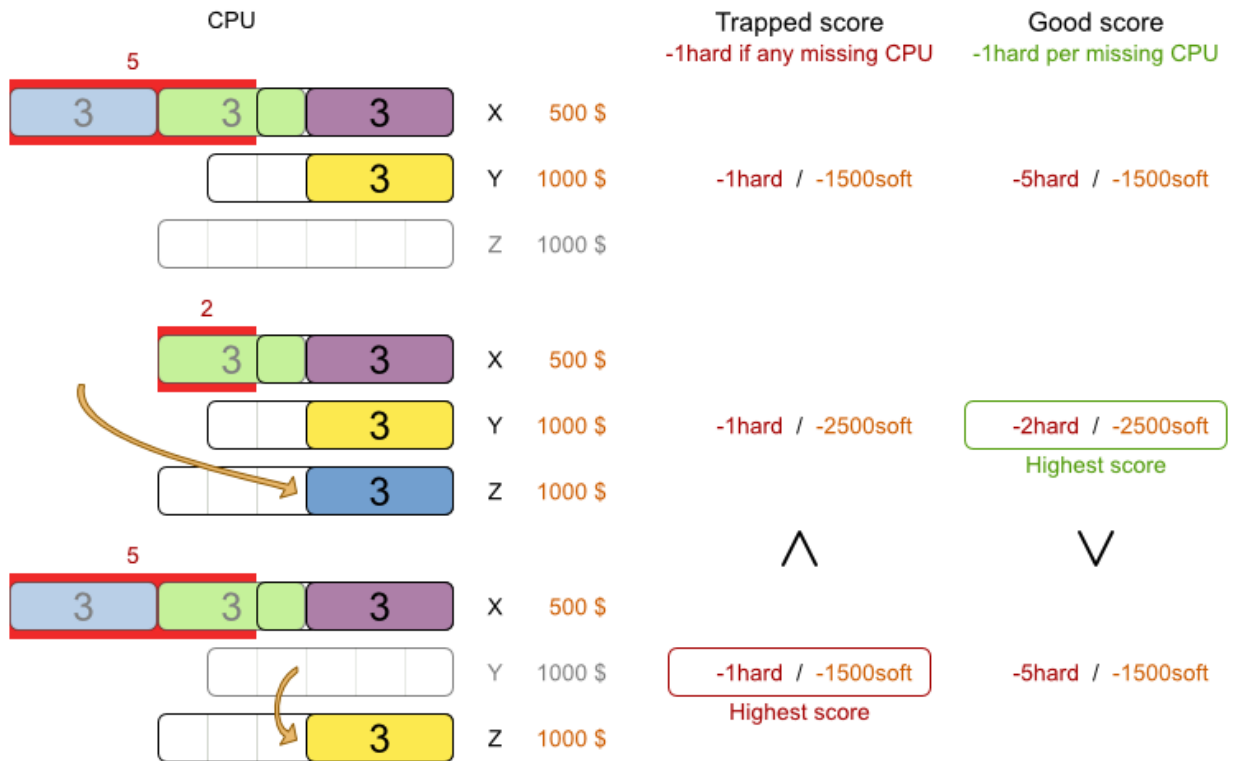 CPU Trapped score Good score
-1hard if any missing CPU -1hard per missing CPU
5
3 3 3 X 500 $
3 Y 1000 $ -1hard / -1500soft -5hard / -1500soft
Z 1000 $
2
3 3 X 500 $
3 Y 1000 $ -1hard / -2500soft -2hard / -2500soft
Highest score
3 Z 1000 $
5
3 3 3 X 500 $
Y 1000 $ -1hard / -1500soft -5hard / -1500soft
Highest score
3 Z 1000 $